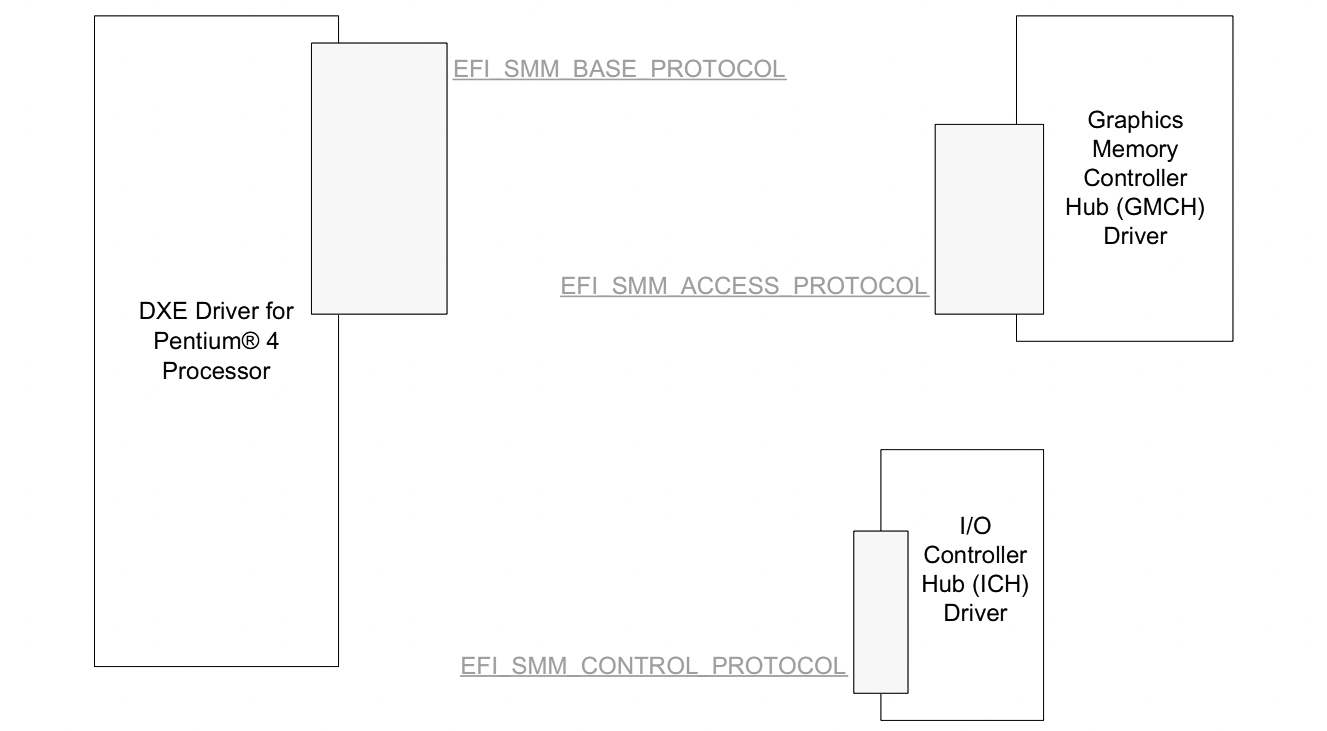 EFI_SMM_BASE_PROTOCOL
Graphics
Memory
Controller
Hub (GMCH)
Driver
EFI_SMM_ACCESS_PROTOCOL
DXE Driver for
Pentium® 4
Processor
I/O
Controller
Hub (ICH)
Driver
EFI_SMM_CONTROL_PROTOCOL